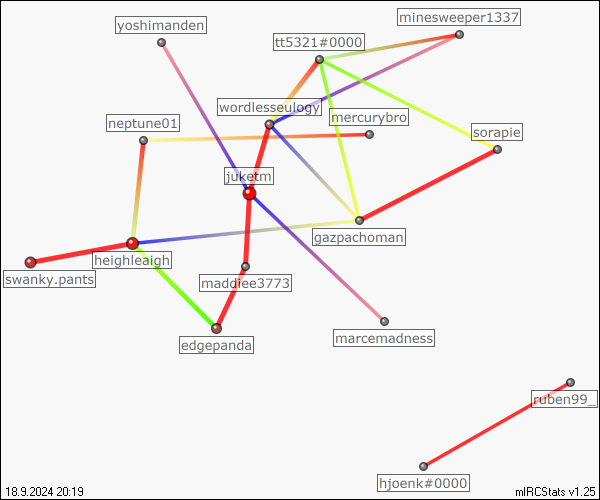 minesweeper1337
yoshimanden
tt5321#0000
wordlesseulogy
mercurybro
neptune01
sorapie
juketm
gazpachoman
heighleaigh
swanky.pants
maddiee3773
marcemadness
edgepanda
ruben99_
hjoenk#0000
18.9.2024 20:19
mIRCStats v1.25